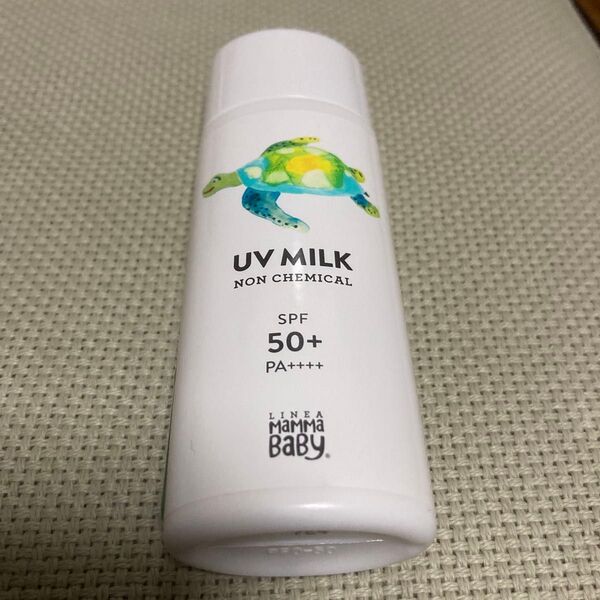 UV MILK
NON CHEMICAL
SPF
50+
PA++++
LINEA
MAMMA
BABY®